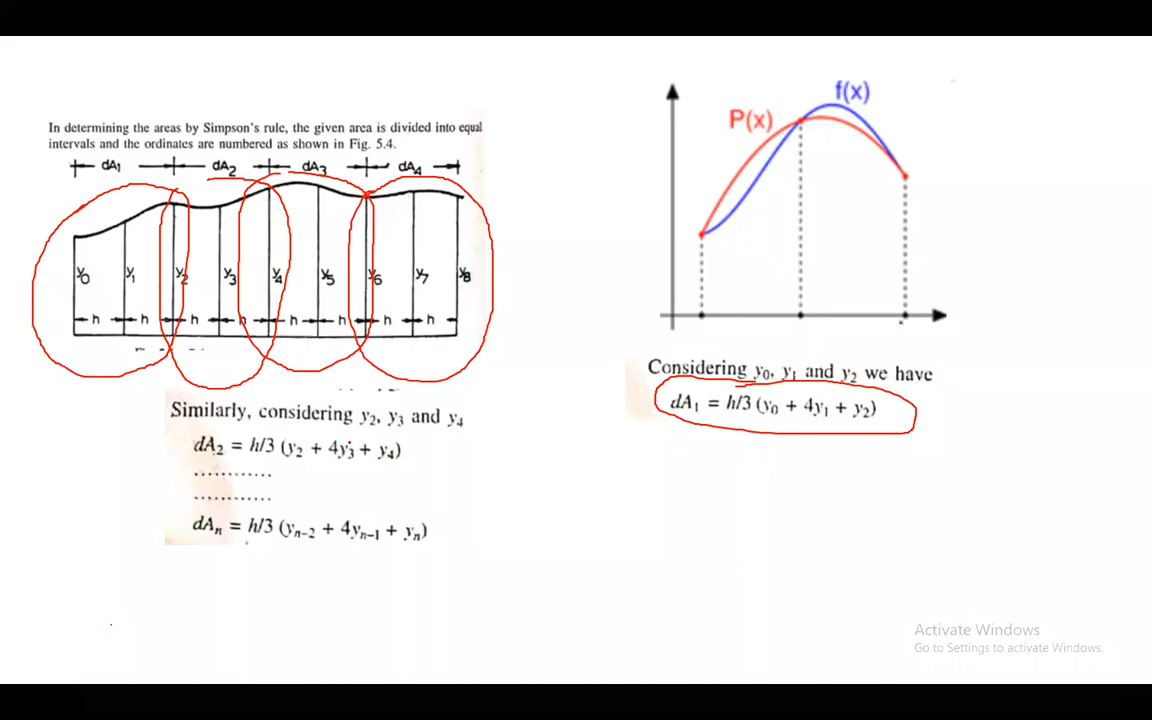 In determining the areas by Simpson's rule, the given area is divided into equal
intervals and the ordinates are numbered as shown in Fig. 5.4.
dA₁ dA₂ dA₃ dA₄
y₀ y₁ y₂ y₃ y₄ y₅ y₆ y₇ y₈
h h h h h h h h
Similarly, considering y₂, y₃ and y₄
dA₂ = h/3 (y₂ + 4y₃ + y₄)
............
............
dAₙ = h/3 (yₙ₋₂ + 4yₙ₋₁ + yₙ)
f(x)
P(x)
Considering y₀, y₁ and y₂ we have
dA₁ = h/3 (y₀ + 4y₁ + y₂)
Activate Windows
Go to Settings to activate Windows.